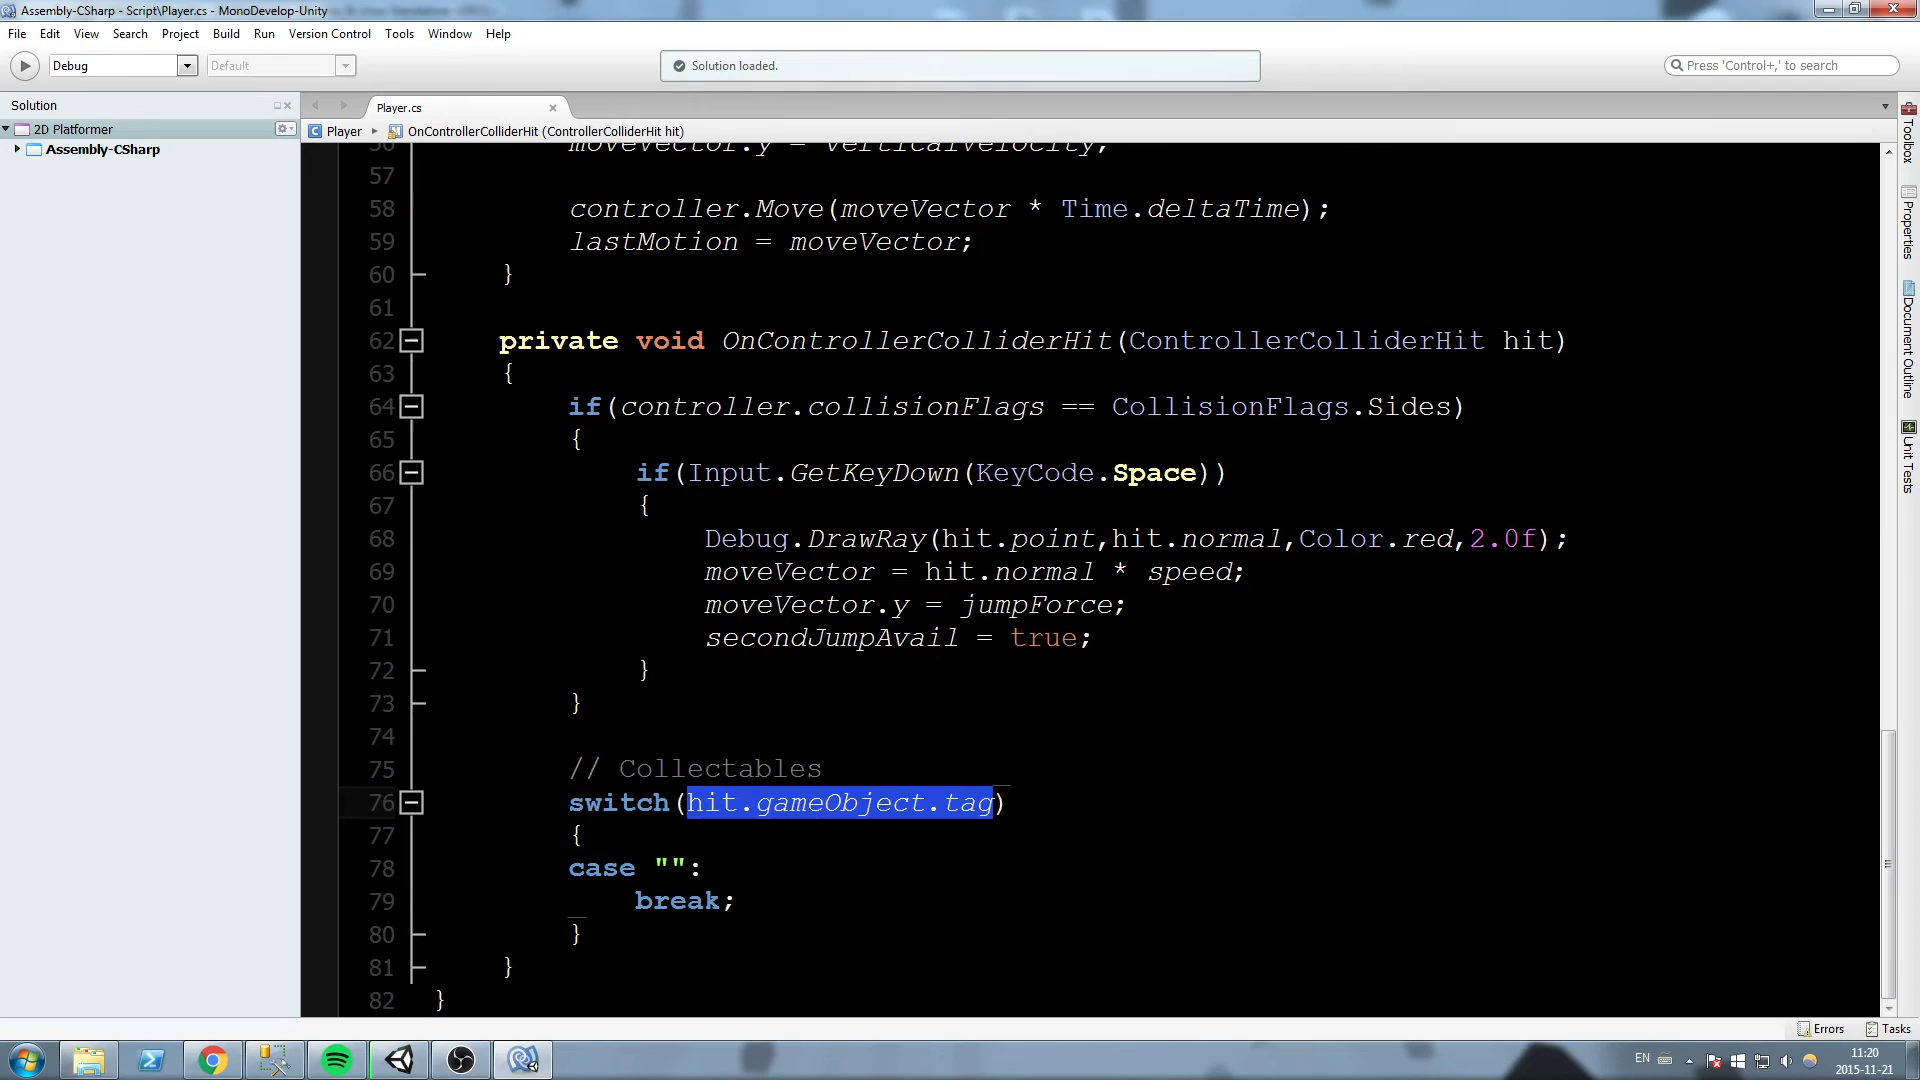 Assembly-CSharp - Script\Player.cs - MonoDevelop-Unity
File Edit View Search Project Build Run Version Control Tools Window Help
Debug Default Solution loaded. Press 'Control+,' to search
Solution
Player.cs
2D Platformer
Player OnControllerColliderHit (ControllerColliderHit hit)
Assembly-CSharp
56 moveVector.y = verticalVelocity;
57
58 controller.Move(moveVector * Time.deltaTime);
59 lastMotion = moveVector;
60 }
61
62 private void OnControllerColliderHit(ControllerColliderHit hit)
63 {
64 if(controller.collisionFlags == CollisionFlags.Sides)
65 {
66 if(Input.GetKeyDown(KeyCode.Space))
67 {
68 Debug.DrawRay(hit.point,hit.normal,Color.red,2.0f);
69 moveVector = hit.normal * speed;
70 moveVector.y = jumpForce;
71 secondJumpAvail = true;
72 }
73 }
74
75 // Collectables
76 switch(hit.gameObject.tag)
77 {
78 case "":
79 break;
80 }
81 }
82 }
Toolbox
Properties
Document Outline
Unit Tests
Errors Tasks
EN
11:20
2015-11-21